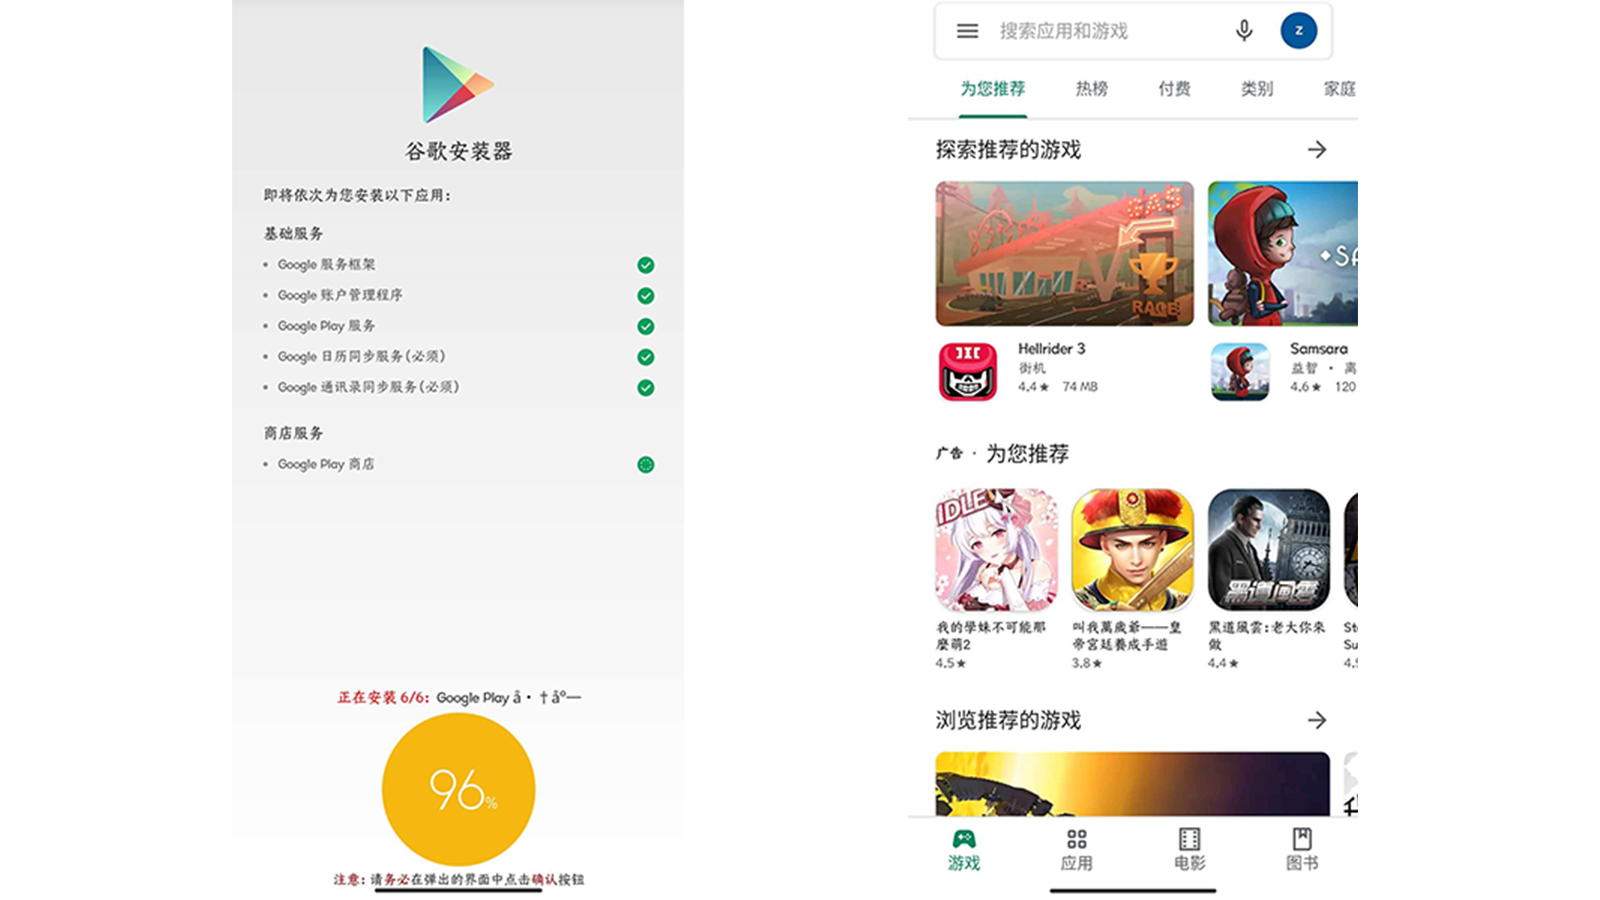 谷歌安装器
即将依次为您安装以下应用:
基础服务
• Google 服务框架
• Google 账户管理程序
• Google Play 服务
• Google 日历同步服务(必须)
• Google 通讯录同步服务(必须)
商店服务
• Google Play 商店
正在安装 6/6: Google Play å•†åº—
96%
注意: 请务必在弹出的界面中点击确认按钮
搜索应用和游戏
Z
为您推荐 热榜 付费 类别 家庭
探索推荐的游戏
GAS
RACE
SA
Hellrider 3
街机
4.4★ 74 MB
Samsara
益智 • 离
4.6★ 120
广告 · 为您推荐
IDLE
黑道風雲
我的學妹不可能那
麼萌2
4.5★
叫我萬歲爺——皇
帝宮廷養成手遊
3.8★
黑道風雲:老大你來
做
4.4★
St
Su
4.5
浏览推荐的游戏
游戏 应用 电影 图书